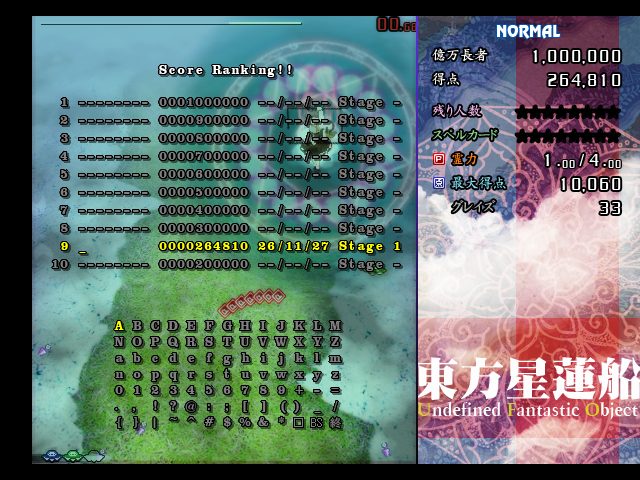 00.68
Score Ranking!!
1 -------- 0001000000 --/--/-- Stage -
2 -------- 0000900000 --/--/-- Stage -
3 -------- 0000800000 --/--/-- Stage -
4 -------- 0000700000 --/--/-- Stage -
5 -------- 0000600000 --/--/-- Stage -
6 -------- 0000500000 --/--/-- Stage -
7 -------- 0000400000 --/--/-- Stage -
8 -------- 0000300000 --/--/-- Stage -
9 _ 0000264810 26/11/27 Stage 1
10 -------- 0000200000 --/--/-- Stage -
A B C D E F G H I J K L M
N O P Q R S T U V W X Y Z
a b c d e f g h i j k l m
n o p q r s t u v w x y z
0 1 2 3 4 5 6 7 8 9 + - =
. , ! ? @ : ; [ ] ( ) _ /
{ } | ~ ^ # $ % & * □ BS 終
NORMAL
億万長者 1,000,000
得点 264,810
残り人数 ★★★★★★★★
スペルカード ★★★★★★★★
P 霊力 1.00/4.00
点 最大得点 10,060
グレイズ 33
東方星蓮船
Undefined Fantastic Object